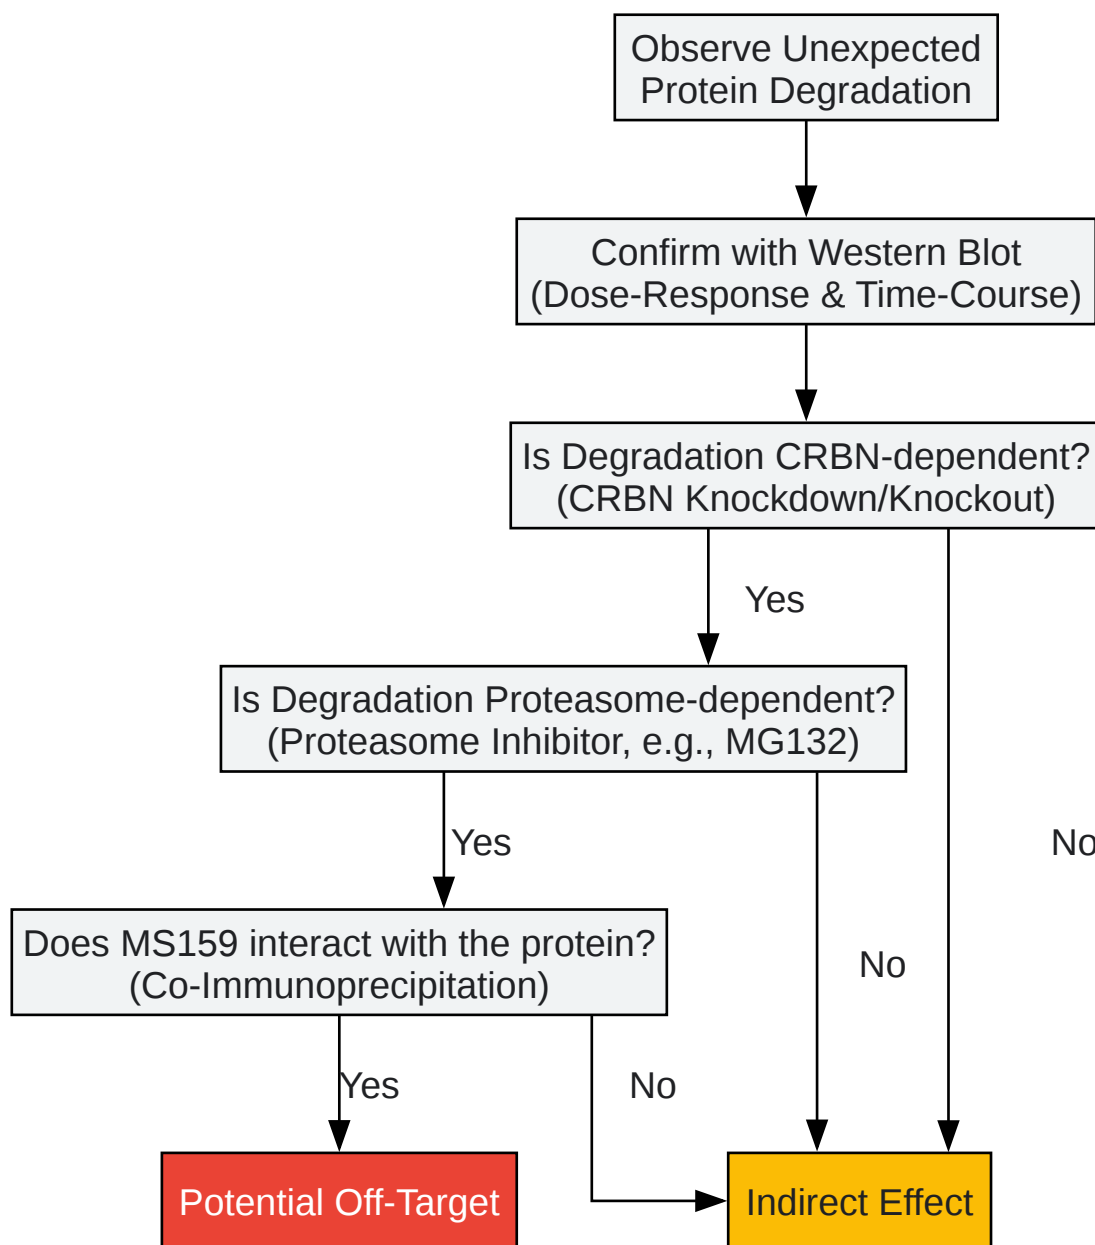 Observe Unexpected
Protein Degradation
Confirm with Western Blot
(Dose-Response & Time-Course)
Is Degradation CRBN-dependent?
(CRBN Knockdown/Knockout)
Yes
Is Degradation Proteasome-dependent?
(Proteasome Inhibitor, e.g., MG132)
Yes
No
Does MS159 interact with the protein?
(Co-Immunoprecipitation)
No
Yes
No
Potential Off-Target
Indirect Effect